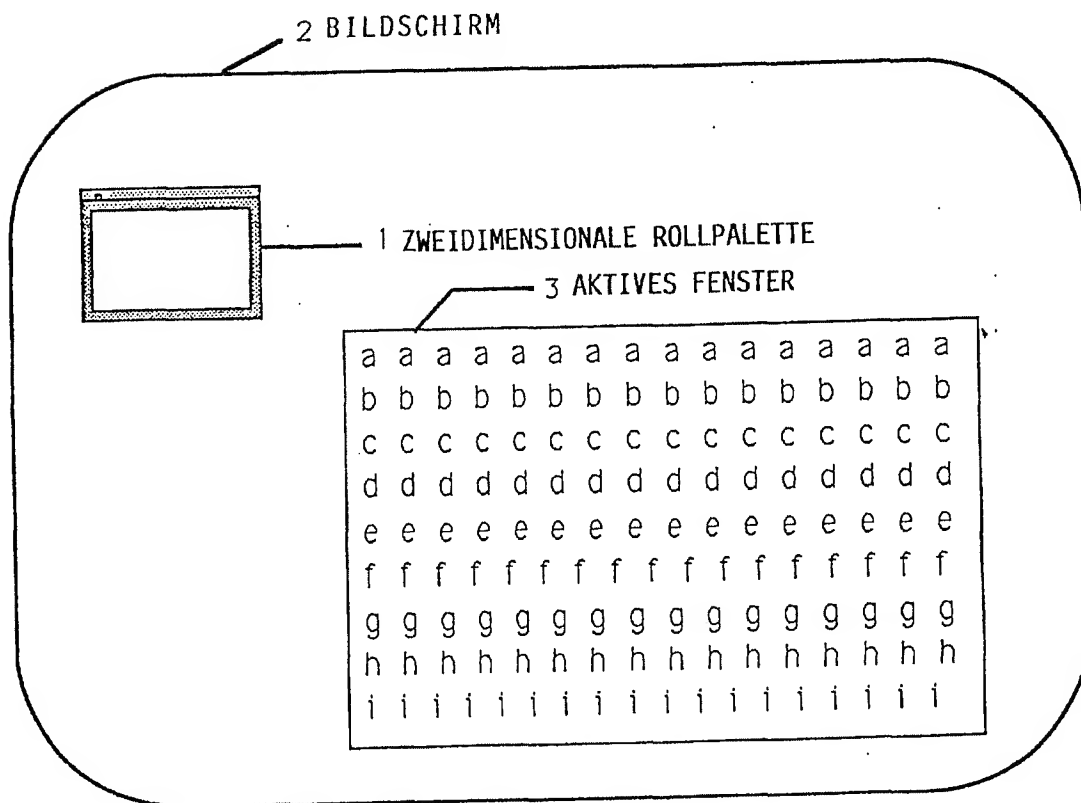 2 BILDSCHIRM
1 ZWEIDIMENSIONALE ROLLPALETTE
3 AKTIVES FENSTER
a a a a a a a a a a a a a a a a
b b b b b b b b b b b b b b b b
c c c c c c c c c c c c c c c c
d d d d d d d d d d d d d d d d
e e e e e e e e e e e e e e e e
f f f f f f f f f f f f f f f f f
g g g g g g g g g g g g g g g g
h h h h h h h h h h h h h h h h
i i i i i i i i i i i i i i i i i i